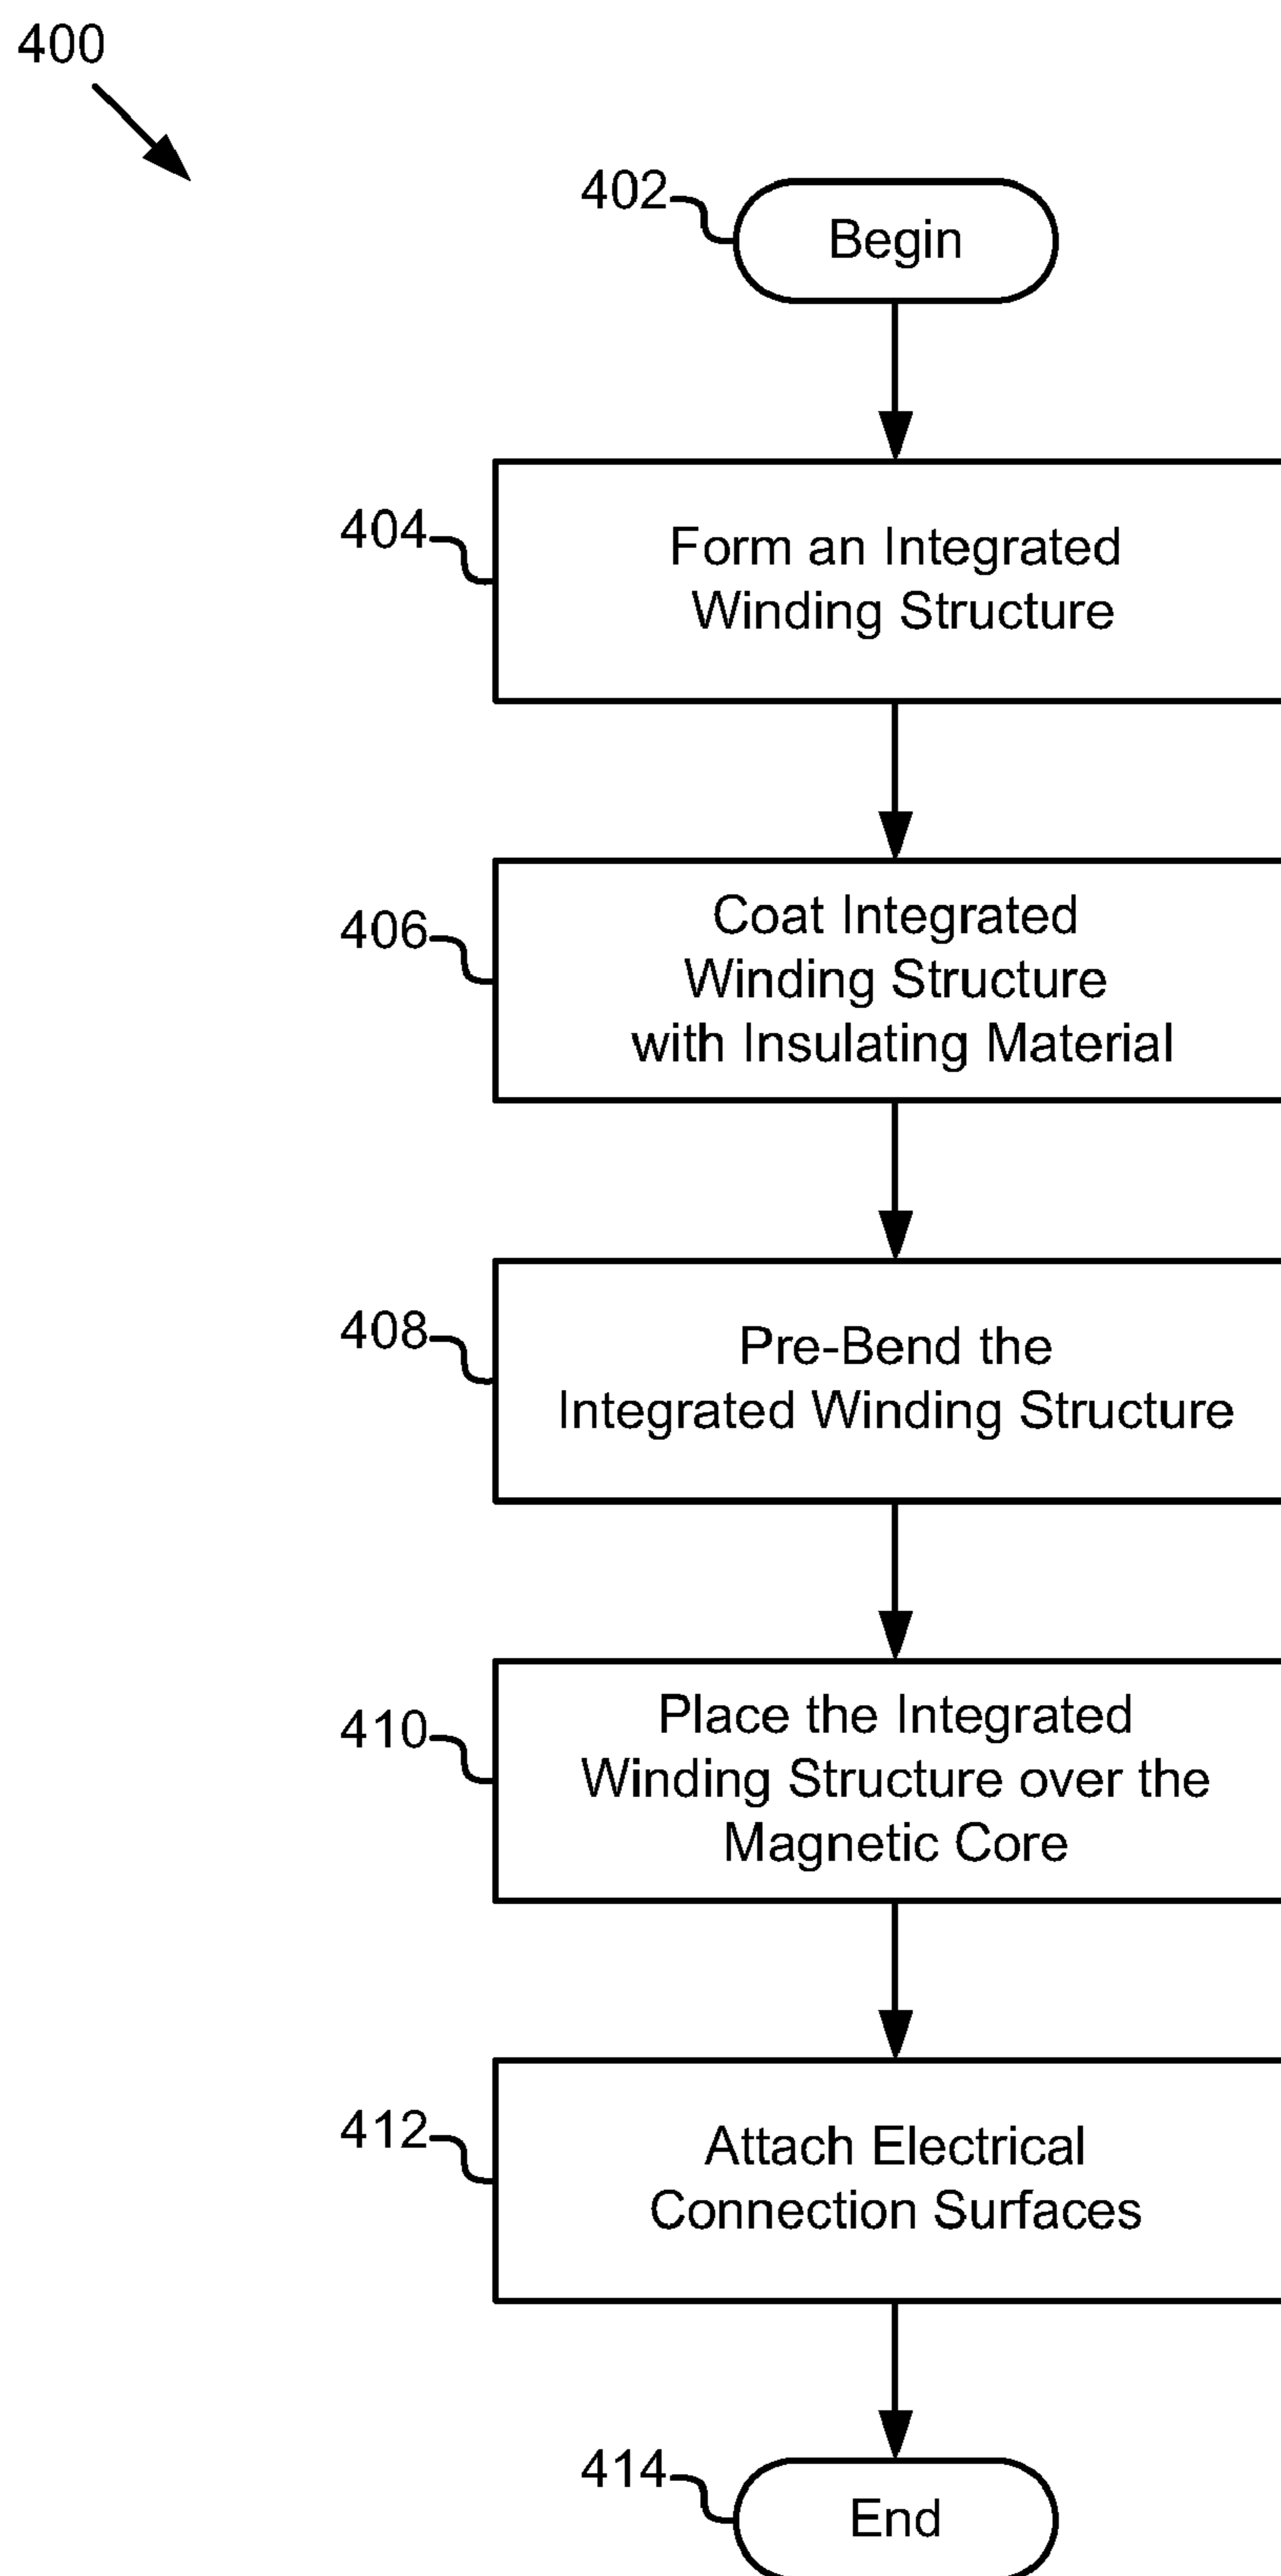 400
402
Begin
404
Form an Integrated
Winding Structure
406
Coat Integrated
Winding Structure
with Insulating Material
408
Pre-Bend the
Integrated Winding Structure
410
Place the Integrated
Winding Structure over the
Magnetic Core
412
Attach Electrical
Connection Surfaces
414
End